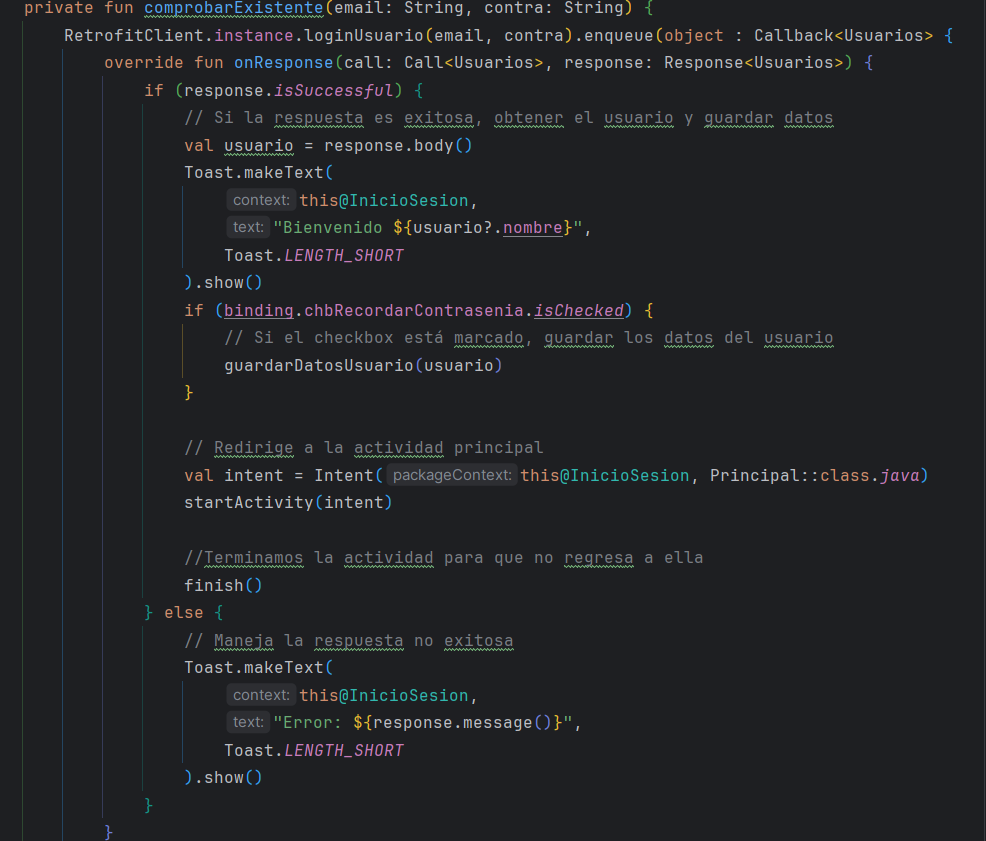 private fun comprobarExistente(email: String, contra: String) {
RetrofitClient.instance.loginUsuario(email, contra).enqueue(object : Callback<Usuarios> {
override fun onResponse(call: Call<Usuarios>, response: Response<Usuarios>) {
if (response.isSuccessful) {
// Si la respuesta es exitosa, obtener el usuario y guardar datos
val usuario = response.body()
Toast.makeText(
context: this@InicioSesion,
text: "Bienvenido ${usuario?.nombre}",
Toast.LENGTH_SHORT
).show()
if (binding.chbRecordarContrasenia.isChecked) {
// Si el checkbox está marcado, guardar los datos del usuario
guardarDatosUsuario(usuario)
}
// Redirige a la actividad principal
val intent = Intent( packageContext: this@InicioSesion, Principal::class.java)
startActivity(intent)
//Terminamos la actividad para que no regresa a ella
finish()
} else {
// Maneja la respuesta no exitosa
Toast.makeText(
context: this@InicioSesion,
text: "Error: ${response.message()}",
Toast.LENGTH_SHORT
).show()
}
}